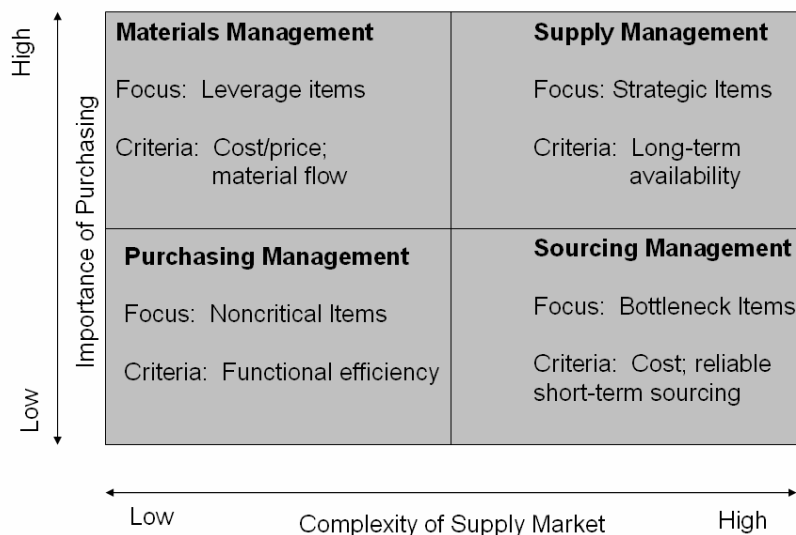 High
Importance of Purchasing
Low
Materials Management
Focus: Leverage items
Criteria: Cost/price;
material flow
Supply Management
Focus: Strategic Items
Criteria: Long-term
availability
Purchasing Management
Focus: Noncritical Items
Criteria: Functional efficiency
Sourcing Management
Focus: Bottleneck Items
Criteria: Cost; reliable
short-term sourcing
Low
Complexity of Supply Market
High